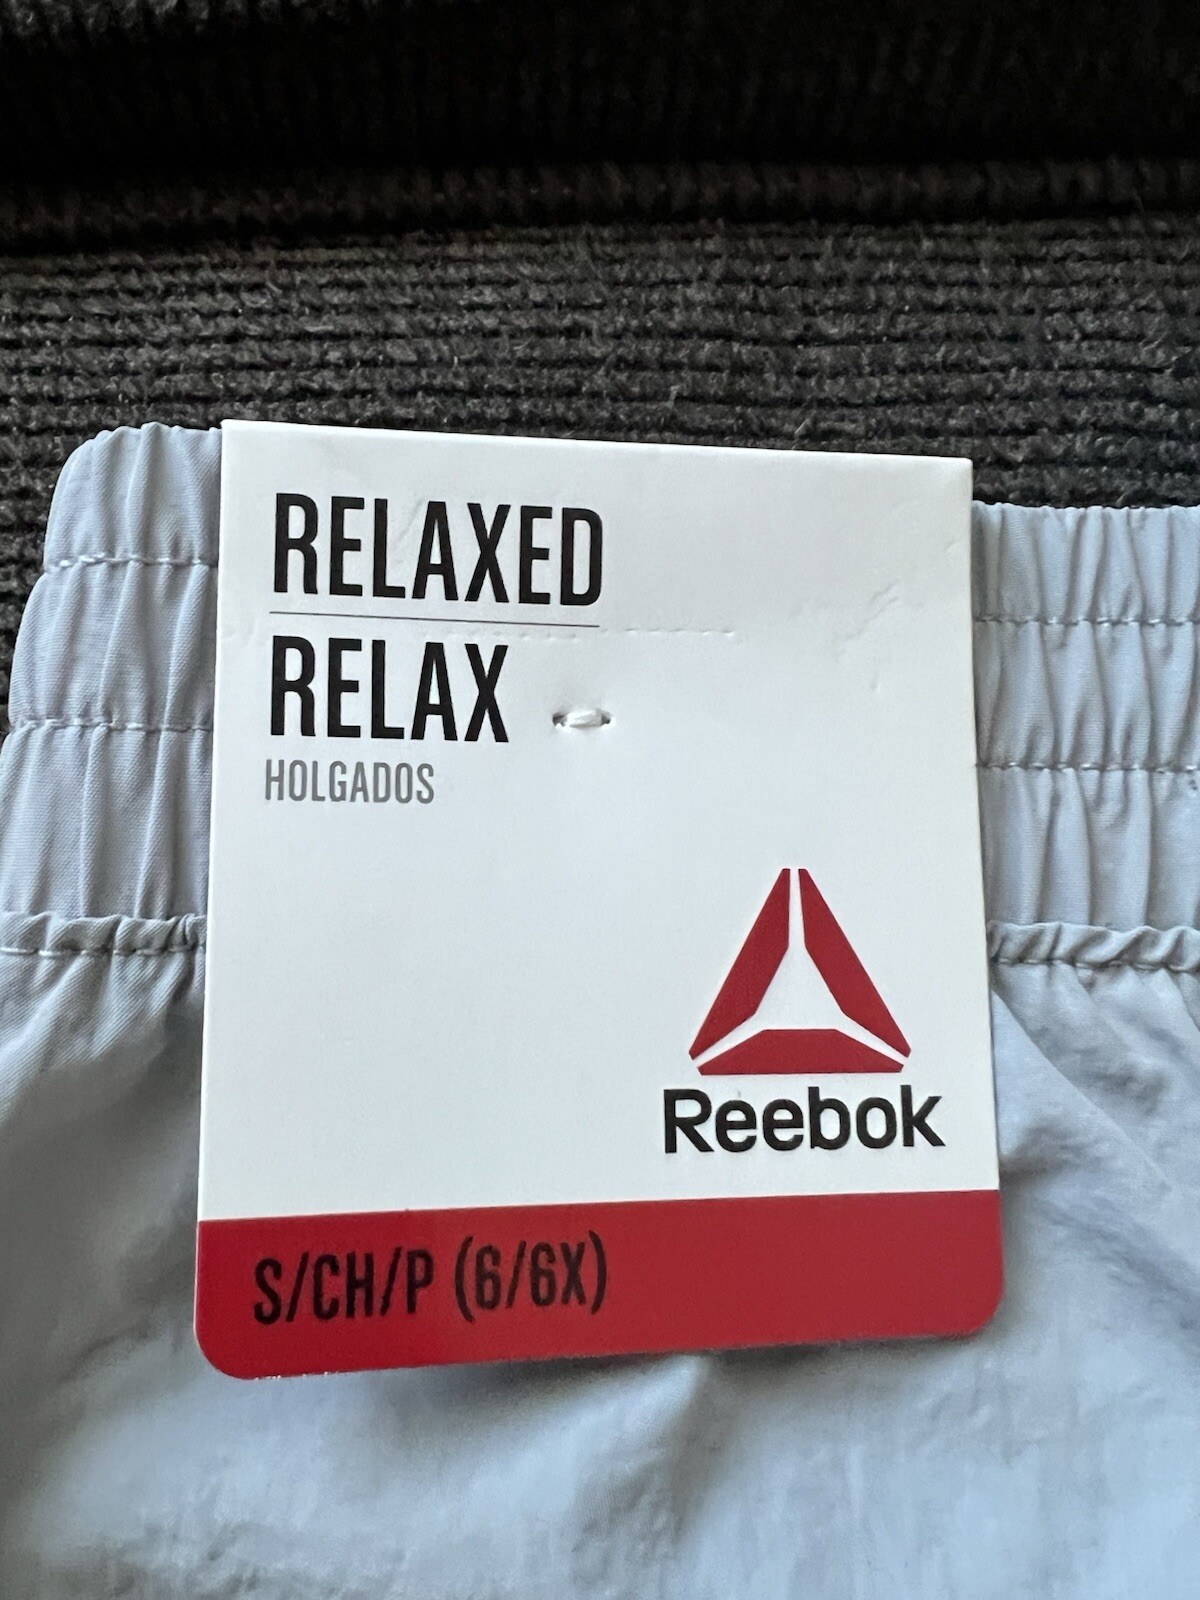 RELAXED
RELAX
HOLGADOS
Reebok
S/CH/P (6/6X)